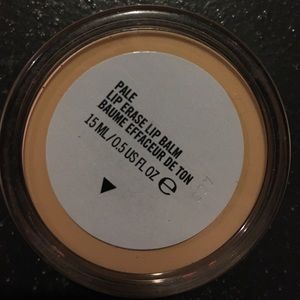 PALE
LIP ERASE LIP BALM
BAUME EFFACEUR DE TON
15 ML/0.5 US FL OZ ℮